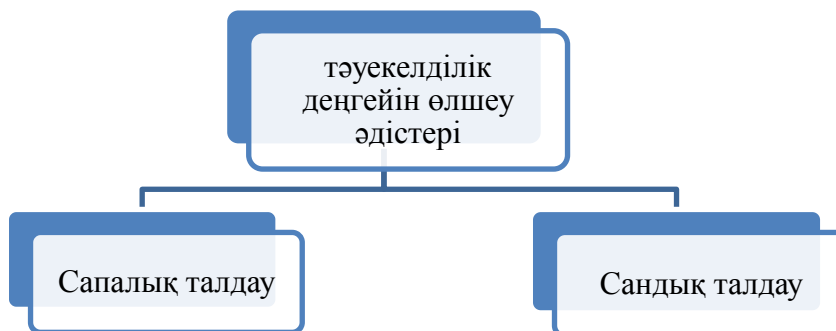 тәуекелділік
деңгейін өлшеу
әдістері
Сапалық талдау
Сандық талдау